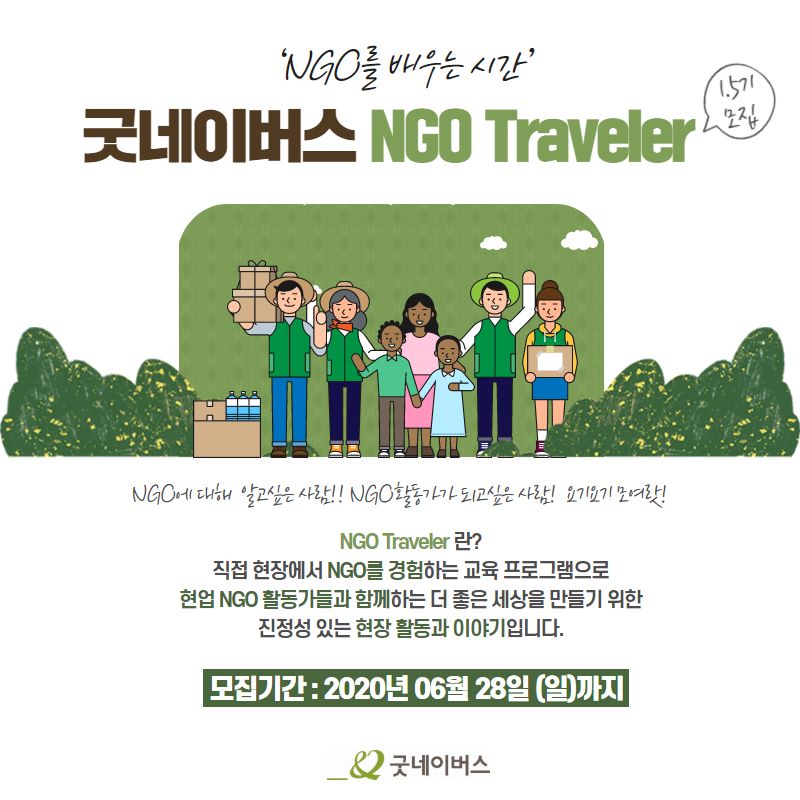 'NGO를 배우는 시간'
굿네이버스 NGO Traveler
1.5기
모집
NGO에 대해 알고싶은 사람!! NGO활동가가 되고싶은 사람! 요기요기 모여랏!
NGO Traveler 란?
직접 현장에서 NGO를 경험하는 교육 프로그램으로
현업 NGO 활동가들과 함께하는 더 좋은 세상을 만들기 위한
진정성 있는 현장 활동과 이야기입니다.
모집기간 : 2020년 06월 28일 (일)까지
굿네이버스